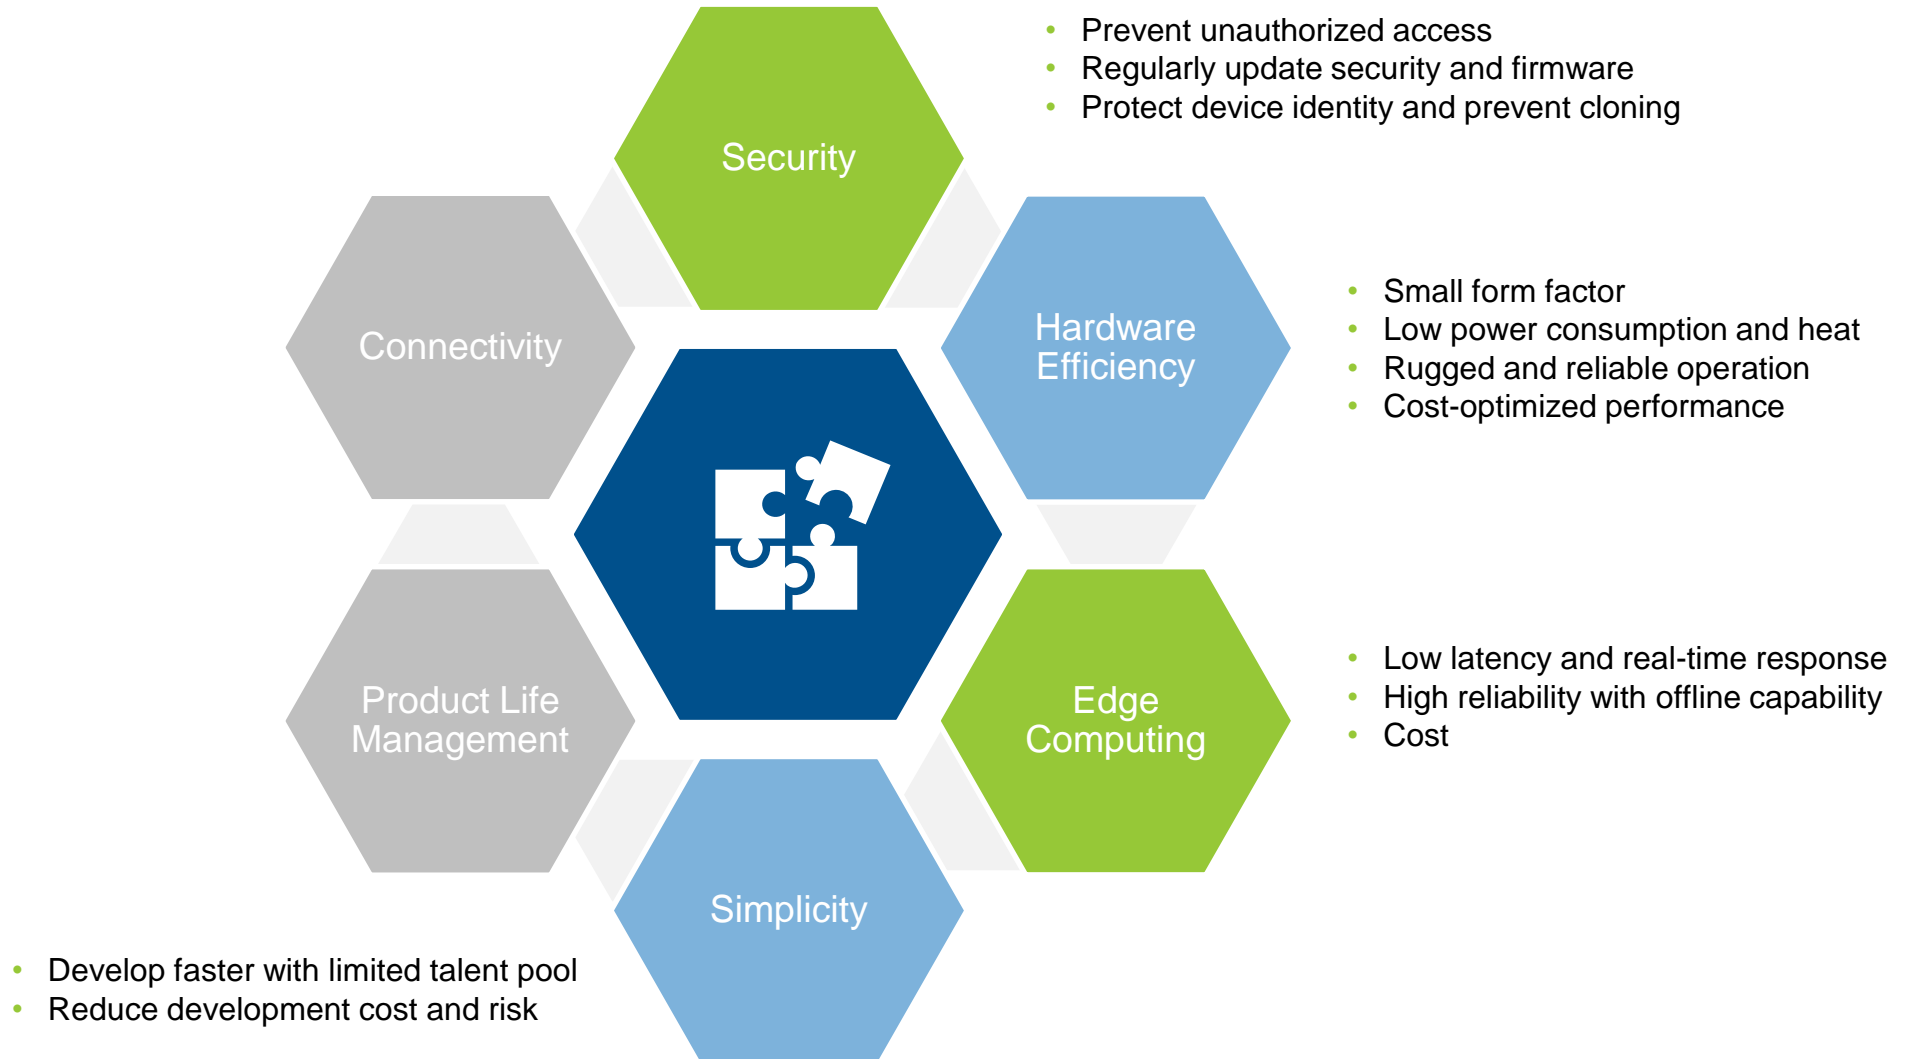 Security
• Prevent unauthorized access
• Regularly update security and firmware
• Protect device identity and prevent cloning
Connectivity
Hardware
Efficiency
• Small form factor
• Low power consumption and heat
• Rugged and reliable operation
• Cost-optimized performance
Product Life
Management
Edge
Computing
• Low latency and real-time response
• High reliability with offline capability
• Cost
Simplicity
• Develop faster with limited talent pool
• Reduce development cost and risk